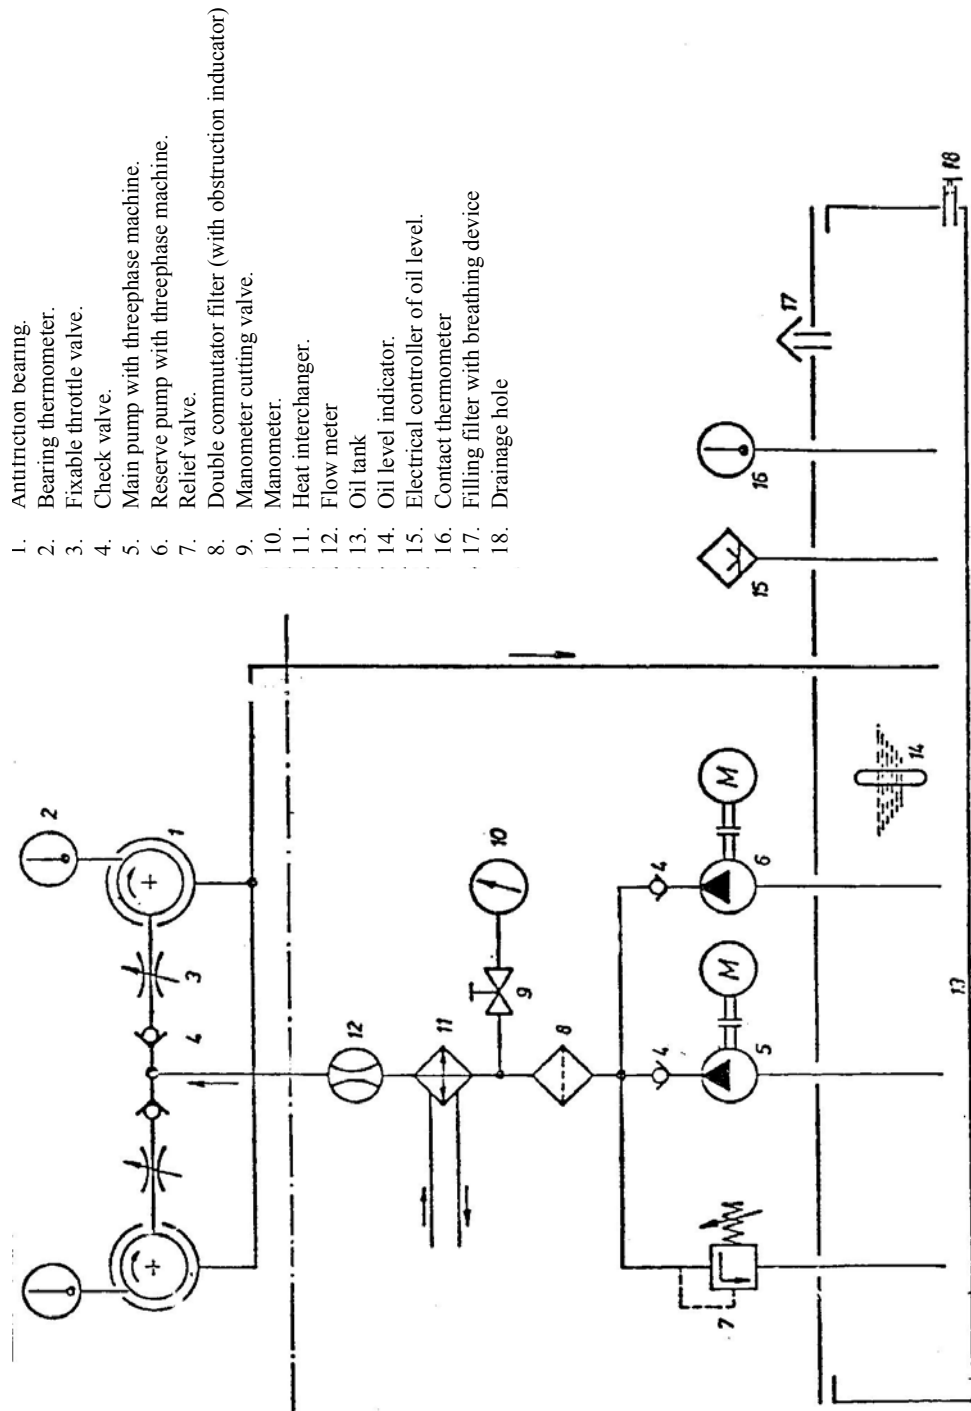 1. Antifriction bearing.
2. Bearing thermometer.
3. Fixable throttle valve.
4. Check valve.
5. Main pump with threephase machine.
6. Reserve pump with threephase machine.
7. Relief valve.
8. Double commutator filter (with obstruction inducator)
9. Manometer cutting valve.
10. Manometer.
11. Heat interchanger.
12. Flow meter
13. Oil tank
14. Oil level indicator.
15. Electrical controller of oil level.
16. Contact thermometer
17. Filling filter with breathing device
18. Drainage hole
2
1
3
4
12
11
10
9
8
4
4
M
M
5
6
7
15
16
17
18
14
13